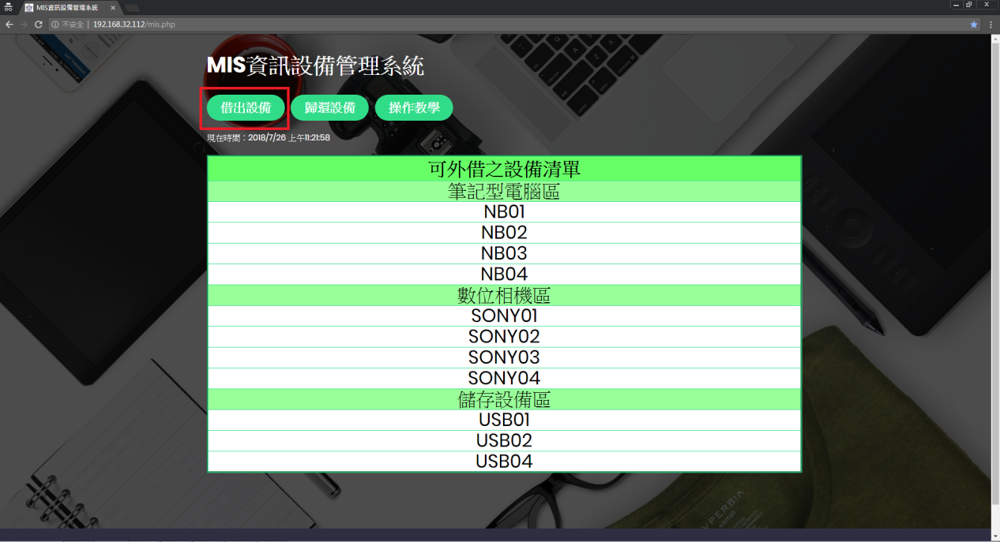 MIS資訊設備管理系統
不安全 | 192.168.32.112/mis.php
MIS資訊設備管理系統
借出設備 歸還設備 操作教學
現在時間：2018/7/26 上午11:21:58
可外借之設備清單
筆記型電腦區
NB01
NB02
NB03
NB04
數位相機區
SONY01
SONY02
SONY03
SONY04
儲存設備區
USB01
USB02
USB04